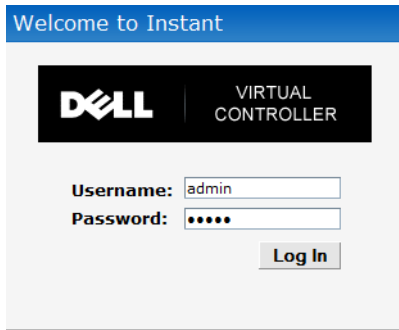 Welcome to Instant
DELL
VIRTUAL
CONTROLLER
Username: admin
Password: •••••
Log In